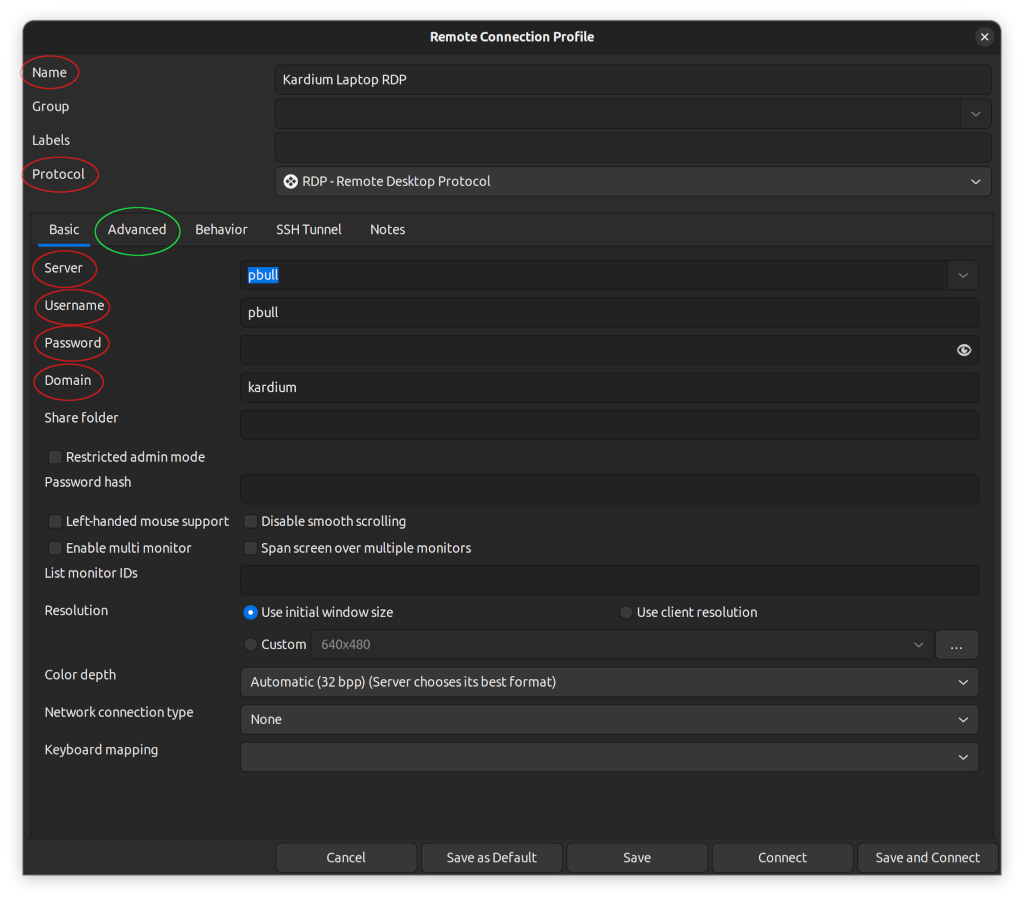 Remote Connection Profile
Name
Kardium Laptop RDP
Group
Labels
Protocol
RDP - Remote Desktop Protocol
Basic Advanced Behavior SSH Tunnel Notes
Server
pbull
Username
pbull
Password
Domain
kardium
Share folder
Restricted admin mode
Password hash
Left-handed mouse support Disable smooth scrolling
Enable multi monitor Span screen over multiple monitors
List monitor IDs
Resolution
Use initial window size Use client resolution
Custom 640x480 ...
Color depth
Automatic (32 bpp) (Server chooses its best format)
Network connection type
None
Keyboard mapping
Cancel Save as Default Save Connect Save and Connect